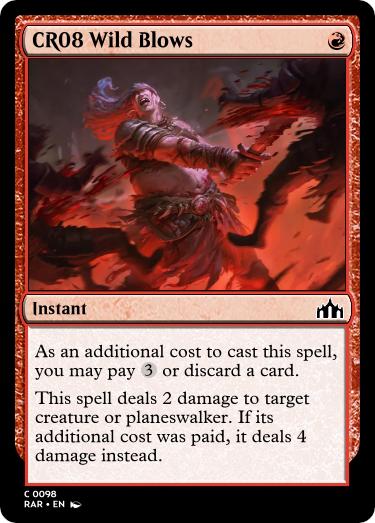 CR08 Wild Blows
Instant
As an additional cost to cast this spell,
you may pay 3 or discard a card.
This spell deals 2 damage to target
creature or planeswalker. If its
additional cost was paid, it deals 4
damage instead.
C 0098
RAR • EN